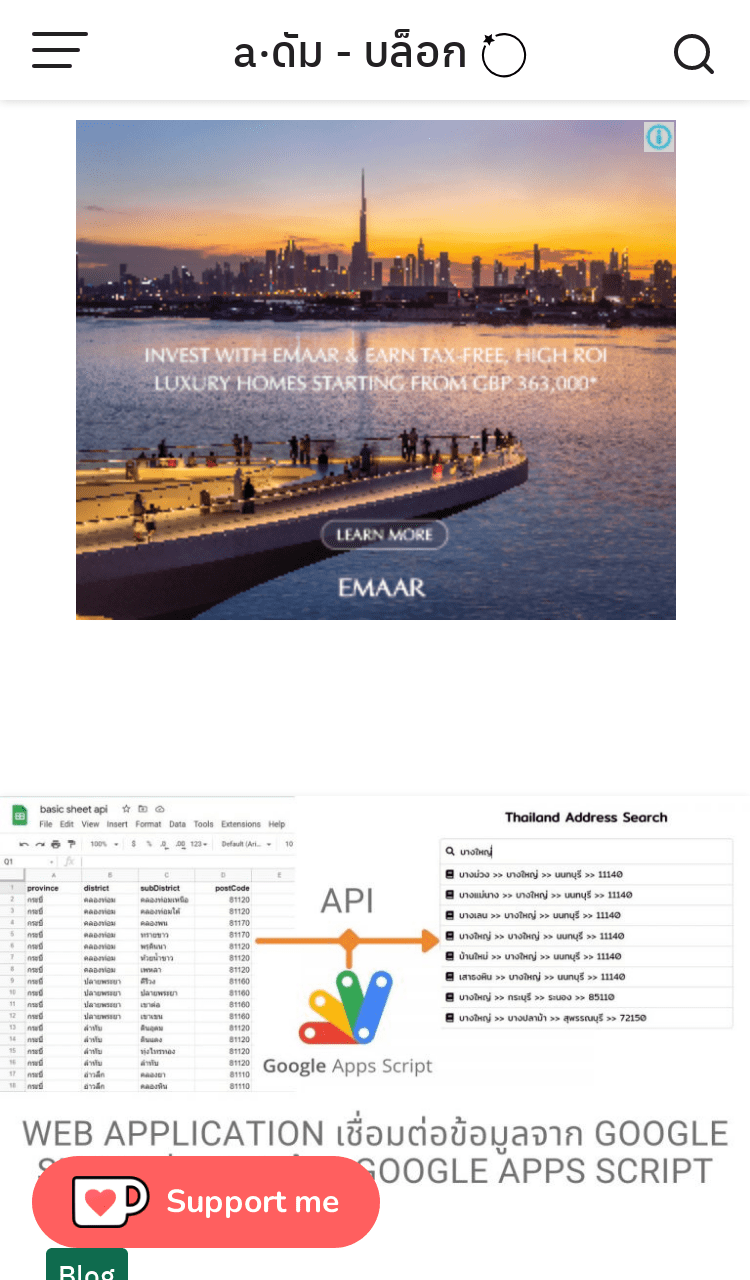 a·ดัม - บล็อก
INVEST WITH EMAAR & EARN TAX-FREE, HIGH ROI
LUXURY HOMES STARTING FROM GBP 363,000*
LEARN MORE
EMAAR
basic sheet api
File Edit View Insert Format Data Tools Extensions Help
100% $ % .0 .00 123 Default (Ari... 10
Q1 fx
A B C D E
1 province district subDistrict postCode
2 กระบี่ คลองท่อม คลองท่อมเหนือ 81120
3 กระบี่ คลองท่อม คลองท่อมใต้ 81120
4 กระบี่ คลองท่อม คลองพน 81170
5 กระบี่ คลองท่อม ทรายขาว 81170
6 กระบี่ คลองท่อม พรุดินนา 81120
7 กระบี่ คลองท่อม ห้วยน้ำขาว 81120
8 กระบี่ คลองท่อม เพหลา 81120
9 กระบี่ ปลายพระยา คีรีวง 81160
10 กระบี่ ปลายพระยา ปลายพระยา 81160
11 กระบี่ ปลายพระยา เขาต่อ 81160
12 กระบี่ ปลายพระยา เขาเขน 81160
13 กระบี่ ลำทับ ดินอุดม 81120
14 กระบี่ ลำทับ ดินแดง 81120
15 กระบี่ ลำทับ ทุ่งไทรทอง 81120
16 กระบี่ ลำทับ ลำทับ 81120
17 กระบี่ อ่าวลึก คลองยา 81110
18 กระบี่ อ่าวลึก คลองหิน 81110
API
Google Apps Script
Thailand Address Search
บางใหญ่
บางม่วง >> บางใหญ่ >> นนทบุรี >> 11140
บางแม่นาง >> บางใหญ่ >> นนทบุรี >> 11140
บางเลน >> บางใหญ่ >> นนทบุรี >> 11140
บางใหญ่ >> บางใหญ่ >> นนทบุรี >> 11140
บ้านใหม่ >> บางใหญ่ >> นนทบุรี >> 11140
เสาธงหิน >> บางใหญ่ >> นนทบุรี >> 11140
บางใหญ่ >> กระบุรี >> ระนอง >> 85110
บางใหญ่ >> บางปลาม้า >> สุพรรณบุรี >> 72150
WEB APPLICATION เชื่อมต่อข้อมูลจาก GOOGLE
GOOGLE APPS SCRIPT
Support me
Blog